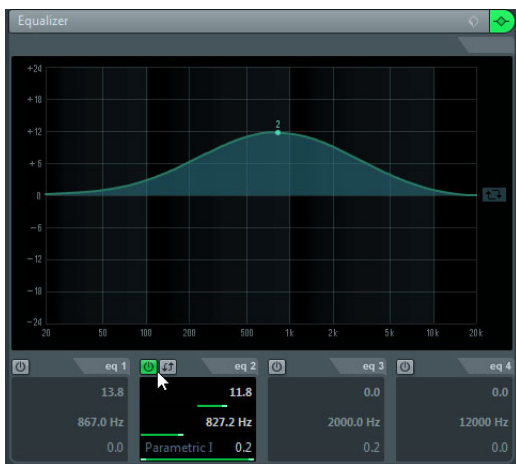 Equalizer
+24
+18
+12
2
+6
0
-6
-12
-18
-24
20 50 100 200 500 1k 2k 5k 10k 20k
eq 1 eq 2 eq 3 eq 4
13.8 11.8 0.0 0.0
867.0 Hz 827.2 Hz 2000.0 Hz 12000 Hz
0.0 Parametric I 0.2 0.2 0.0